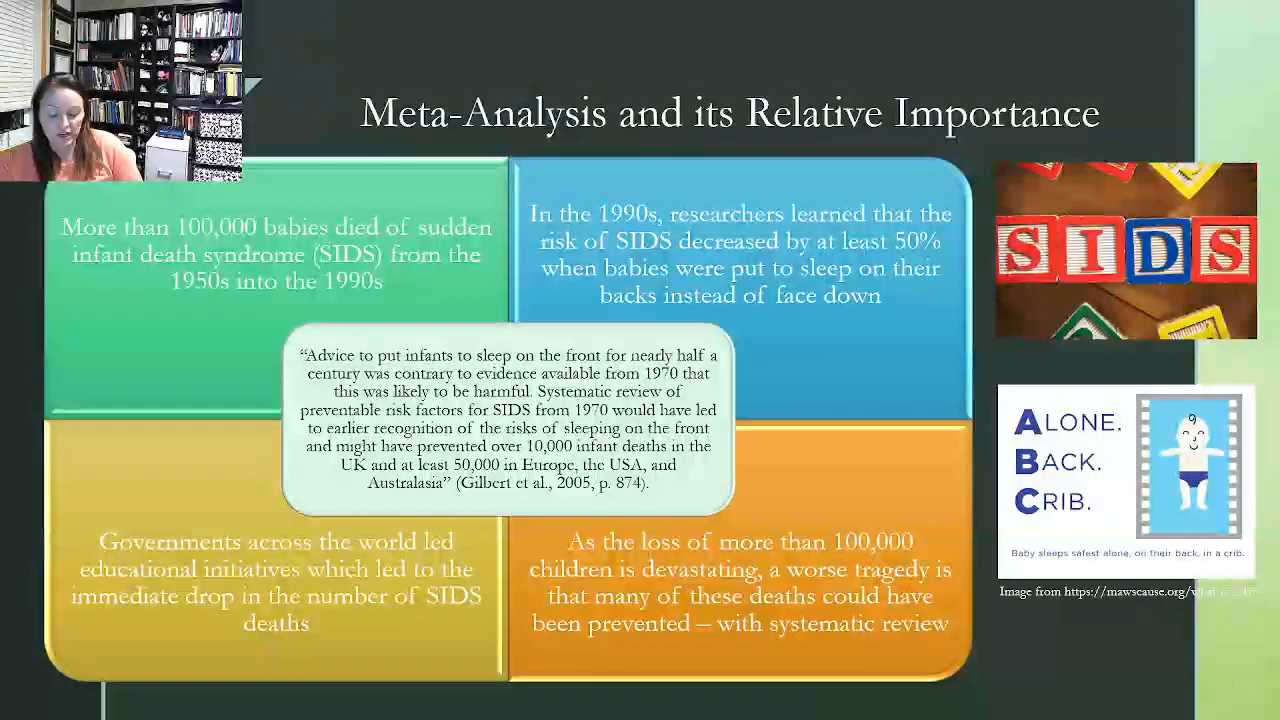 Meta-Analysis and its Relative Importance
More than 100,000 babies died of sudden
infant death syndrome (SIDS) from the
1950s into the 1990s
In the 1990s, researchers learned that the
risk of SIDS decreased by at least 50%
when babies were put to sleep on their
backs instead of face down
"Advice to put infants to sleep on the front for nearly half a
century was contrary to evidence available from 1970 that
this was likely to be harmful. Systematic review of
preventable risk factors for SIDS from 1970 would have led
to earlier recognition of the risks of sleeping on the front
and might have prevented over 10,000 infant deaths in the
UK and at least 50,000 in Europe, the USA, and
Australasia" (Gilbert et al., 2005, p. 874).
Governments across the world led
educational initiatives which led to the
immediate drop in the number of SIDS
deaths
As the loss of more than 100,000
children is devastating, a worse tragedy is
that many of these deaths could have
been prevented – with systematic review
SIDS
ALONE.
BACK.
CRIB.
Baby sleeps safest alone, on their back, in a crib.
Image from https://mawscause.org/